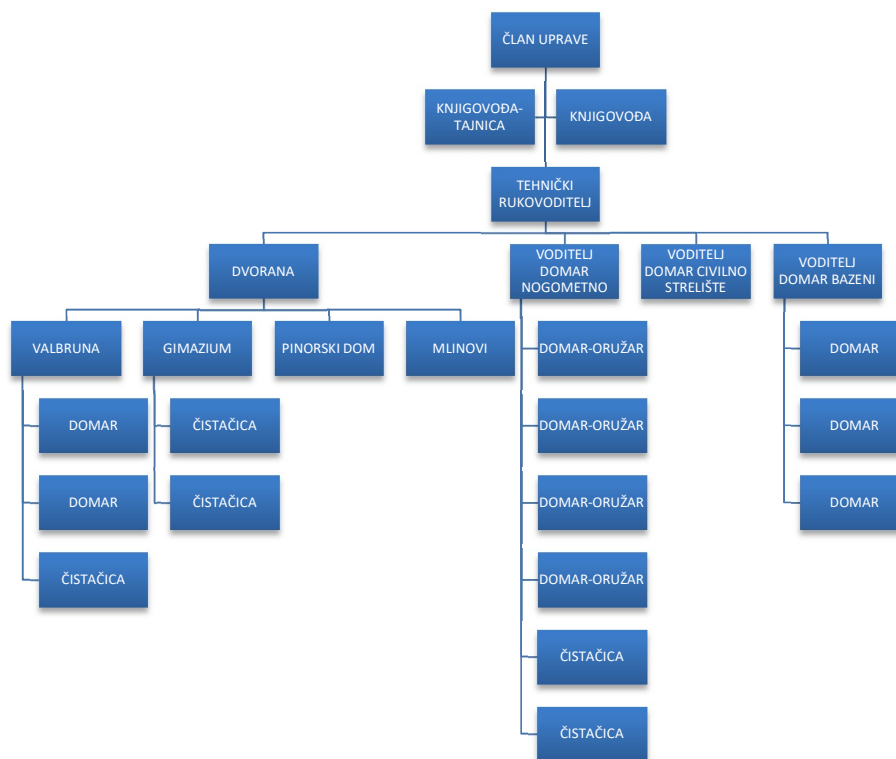 ČLAN UPRAVE
KNJIGOVOĐA-
TAJNICA
KNJIGOVOĐA
TEHNIČKI
RUKOVODITELJ
DVORANA
VODITELJ
DOMAR
NOGOMETNO
VODITELJ
DOMAR CIVILNO
STRELIŠTE
VODITELJ
DOMAR BAZENI
VALBRUNA
GIMAZIUM
PINORSKI DOM
MLINOVI
DOMAR-ORUŽAR
DOMAR
DOMAR
ČISTAČICA
DOMAR-ORUŽAR
DOMAR
DOMAR
ČISTAČICA
DOMAR-ORUŽAR
DOMAR
ČISTAČICA
DOMAR-ORUŽAR
ČISTAČICA
ČISTAČICA